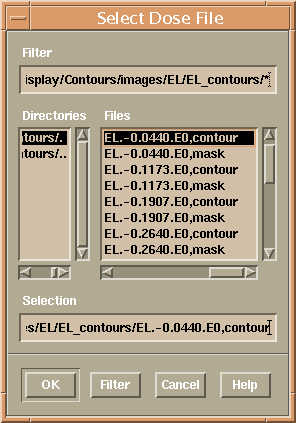 Select Dose File
Filter
isplay/Contours/images/EL/EL_contours/*
Directories Files
ntours/. EL.-0.0440.E0,contour
ntours/.. EL.-0.0440.E0,mask
EL.-0.1173.E0,contour
EL.-0.1173.E0,mask
EL.-0.1907.E0,contour
EL.-0.1907.E0,mask
EL.-0.2640.E0,contour
EL.-0.2640.E0,mask
Selection
s/EL/EL_contours/EL.-0.0440.E0,contour
OK Filter Cancel Help